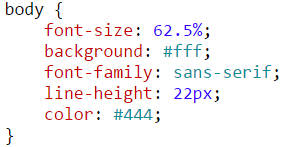 body {
    font-size: 62.5%;
    background: #fff;
    font-family: sans-serif;
    line-height: 22px;
    color: #444;
}